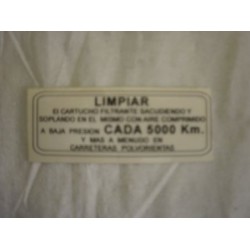 LIMPIAR
El CARTUCHO FILTRANTE SACUDIENDO Y
SOPLANDO EN EL MISMO CON AIRE COMPRIMIDO
A BAJA PRESION. CADA 5000 Km.
Y MAS A MENUDO EN
CARRETERAS POLVORIENTAS